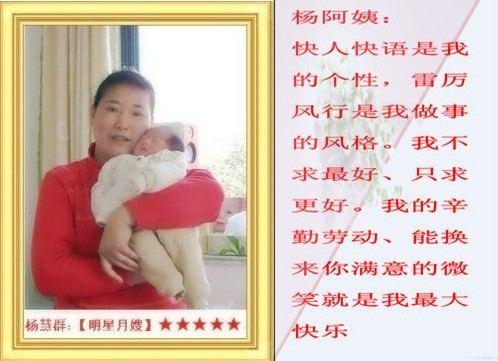 杨慧群:【明星月嫂】★★★★★
杨阿姨：
快人快语是我
的个性，雷厉
风行是我做事
的风格。我不
求最好、只求
更好。我的辛
勤劳动、能换
来你满意的微
笑就是我最大
快乐